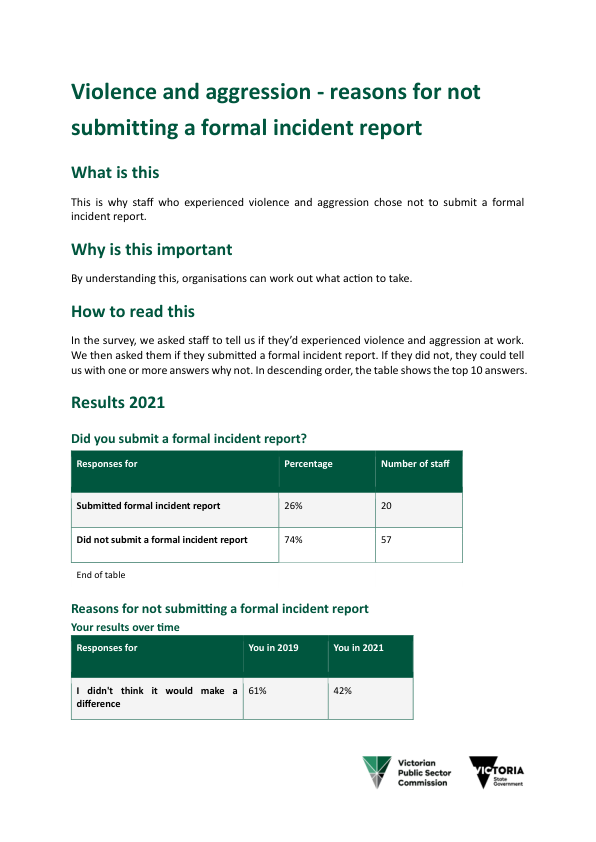 Violence and aggression - reasons for not
submitting a formal incident report
What is this
This is why staff who experienced violence and aggression chose not to submit a formal
incident report.
Why is this important
By understanding this, organisations can work out what action to take.
How to read this
In the survey, we asked staff to tell us if they’d experienced violence and aggression at work.
We then asked them if they submitted a formal incident report. If they did not, they could tell
us with one or more answers why not. In descending order, the table shows the top 10 answers.
Results 2021
Did you submit a formal incident report?
Responses for Percentage Number of staff
Submitted formal incident report 26% 20
Did not submit a formal incident report 74% 57
End of table
Reasons for not submitting a formal incident report
Your results over time
Responses for You in 2019 You in 2021
I didn't think it would make a 61% 42%
difference
Victorian
Public Sector
Commission
VICTORIA
State
Government